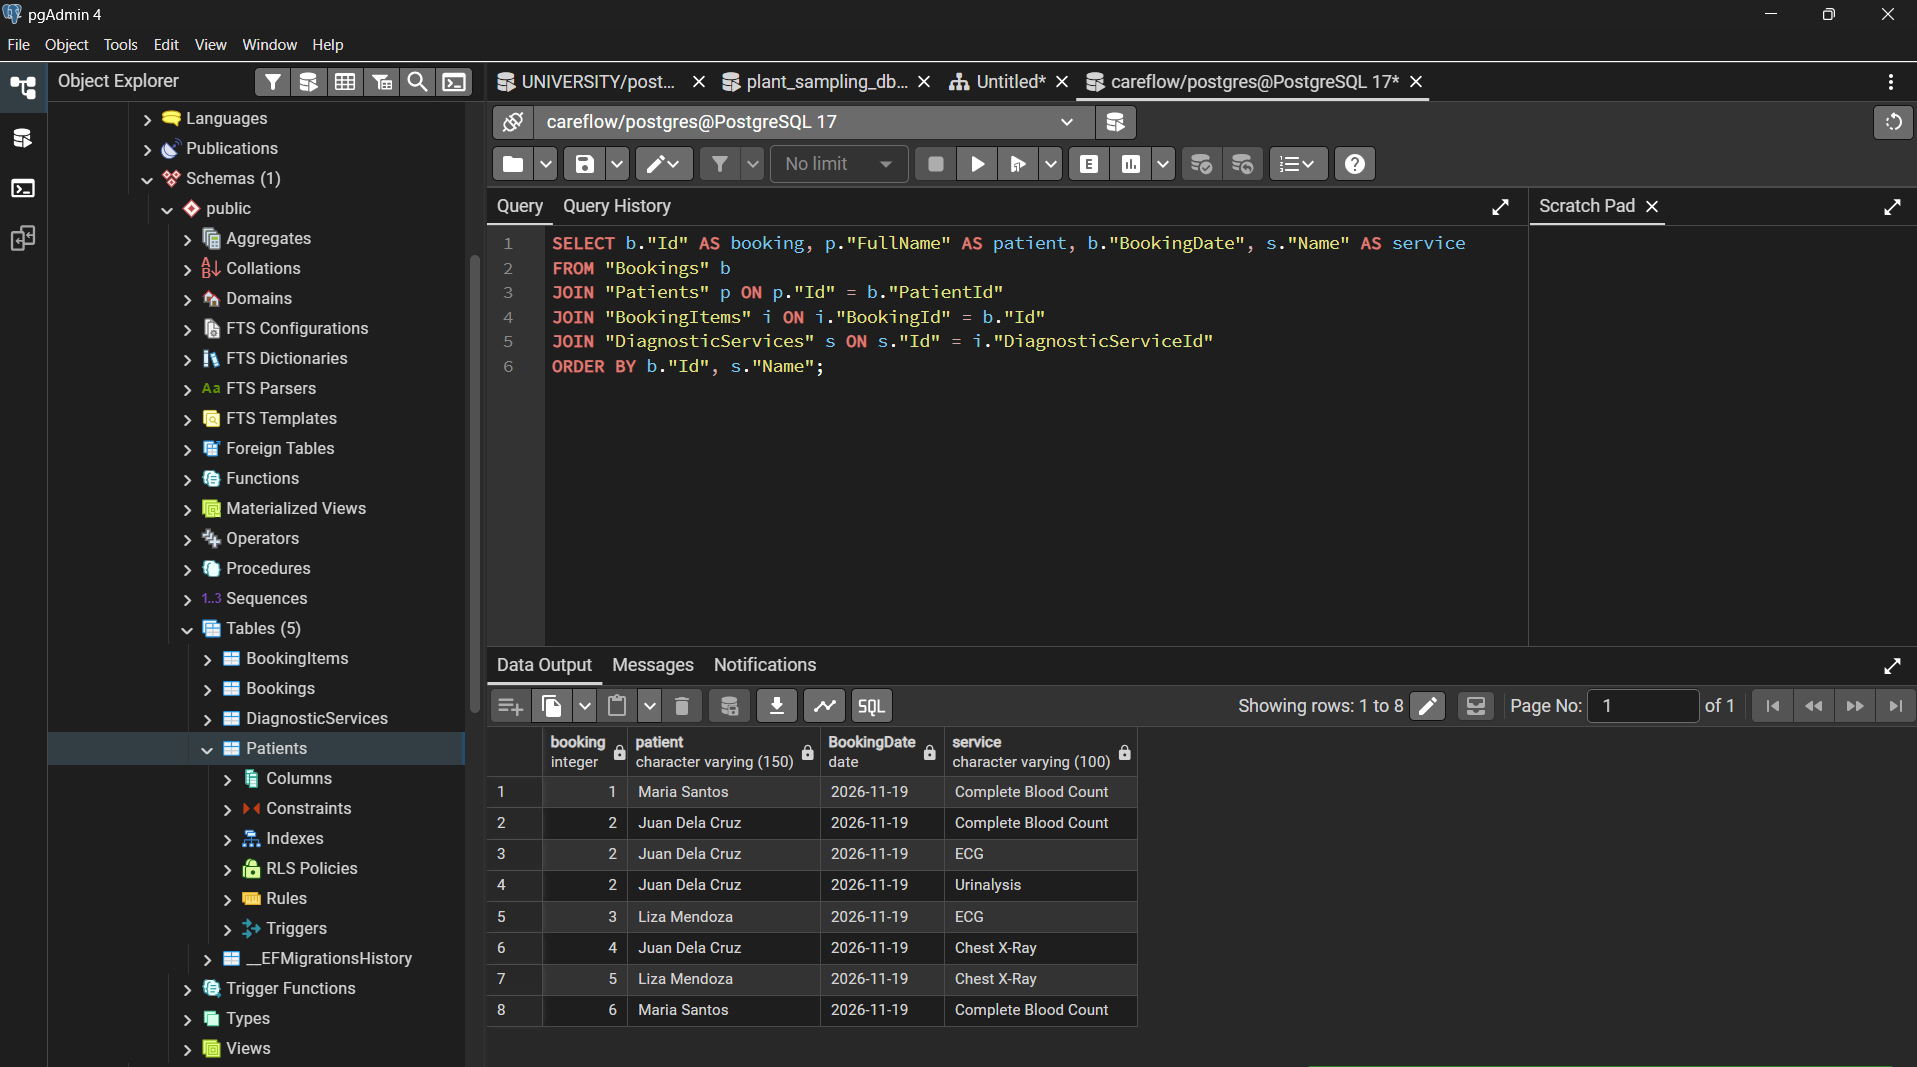 pgAdmin 4
File Object Tools Edit View Window Help
Object Explorer
UNIVERSITY/post... plant_sampling_db... Untitled* careflow/postgres@PostgreSQL 17*
careflow/postgres@PostgreSQL 17
No limit
E
Query Query History
Scratch Pad
1 SELECT b."Id" AS booking, p."FullName" AS patient, b."BookingDate", s."Name" AS service
2 FROM "Bookings" b
3 JOIN "Patients" p ON p."Id" = b."PatientId"
4 JOIN "BookingItems" i ON i."BookingId" = b."Id"
5 JOIN "DiagnosticServices" s ON s."Id" = i."DiagnosticServiceId"
6 ORDER BY b."Id", s."Name";
Languages
Publications
Schemas (1)
public
Aggregates
Collations
Domains
FTS Configurations
FTS Dictionaries
Aa FTS Parsers
FTS Templates
Foreign Tables
Functions
Materialized Views
Operators
Procedures
1..3 Sequences
Tables (5)
BookingItems
Bookings
DiagnosticServices
Patients
Columns
Constraints
Indexes
RLS Policies
Rules
Triggers
__EFMigrationsHistory
Trigger Functions
Types
Views
Data Output Messages Notifications
SQL
Showing rows: 1 to 8
Page No: 1 of 1
booking patient BookingDate service
integer character varying (150) date character varying (100)
1 1 Maria Santos 2026-11-19 Complete Blood Count
2 2 Juan Dela Cruz 2026-11-19 Complete Blood Count
3 2 Juan Dela Cruz 2026-11-19 ECG
4 2 Juan Dela Cruz 2026-11-19 Urinalysis
5 3 Liza Mendoza 2026-11-19 ECG
6 4 Juan Dela Cruz 2026-11-19 Chest X-Ray
7 5 Liza Mendoza 2026-11-19 Chest X-Ray
8 6 Maria Santos 2026-11-19 Complete Blood Count